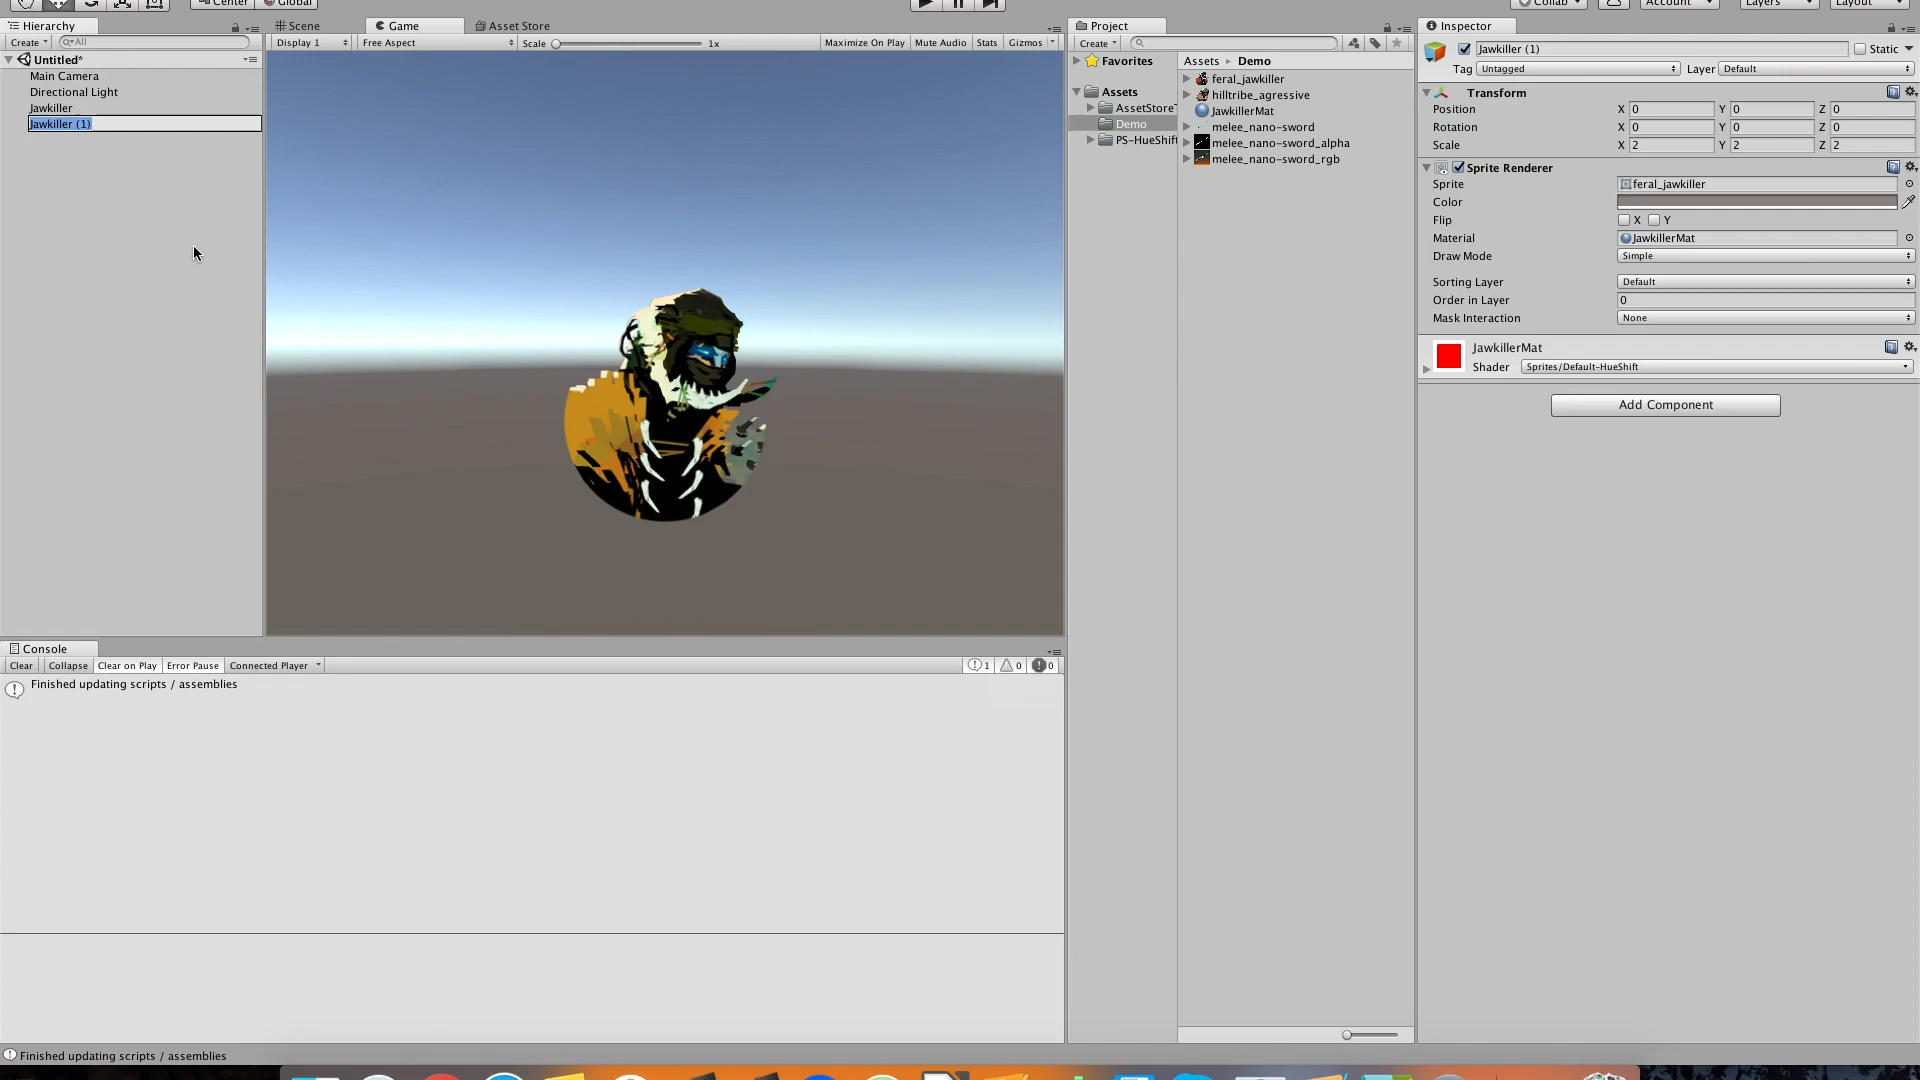 Center
Global
Collab
Account
Layers
Layout
Hierarchy
Create
All
Untitled*
Main Camera
Directional Light
Jawkiller
Jawkiller (1)
Scene
Game
Asset Store
Display 1
Free Aspect
Scale
1x
Maximize On Play
Mute Audio
Stats
Gizmos
Console
Clear
Collapse
Clear on Play
Error Pause
Connected Player
1
0
0
Finished updating scripts / assemblies
Finished updating scripts / assemblies
Project
Create
Favorites
Assets
AssetStoreT
Demo
PS-HueShift
Assets
Demo
feral_jawkiller
hilltribe_agressive
JawkillerMat
melee_nano-sword
melee_nano-sword_alpha
melee_nano-sword_rgb
Inspector
Jawkiller (1)
Static
Tag
Untagged
Layer
Default
Transform
Position X 0 Y 0 Z 0
Rotation X 0 Y 0 Z 0
Scale X 2 Y 2 Z 2
Sprite Renderer
Sprite feral_jawkiller
Color
Flip X Y
Material JawkillerMat
Draw Mode Simple
Sorting Layer Default
Order in Layer 0
Mask Interaction None
JawkillerMat
Shader Sprites/Default-HueShift
Add Component